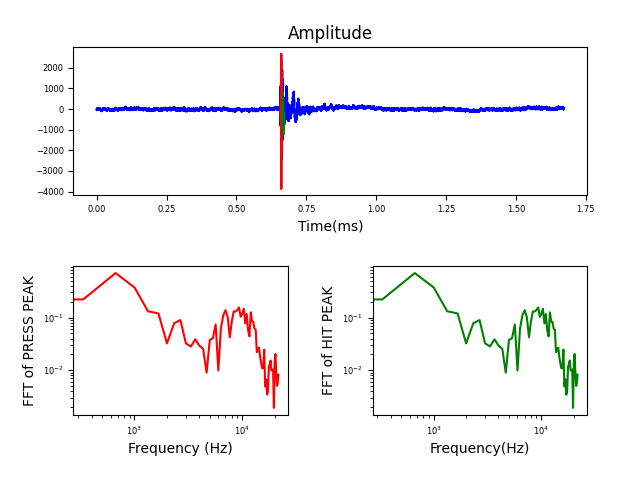 Amplitude
2000
1000
0
−1000
−2000
−3000
−4000
0.00 0.25 0.50 0.75 1.00 1.25 1.50 1.75
Time(ms)
FFT of PRESS PEAK
10⁻¹
10⁻²
10³ 10⁴
Frequency (Hz)
FFT of HIT PEAK
10⁻¹
10⁻²
10³ 10⁴
Frequency(Hz)